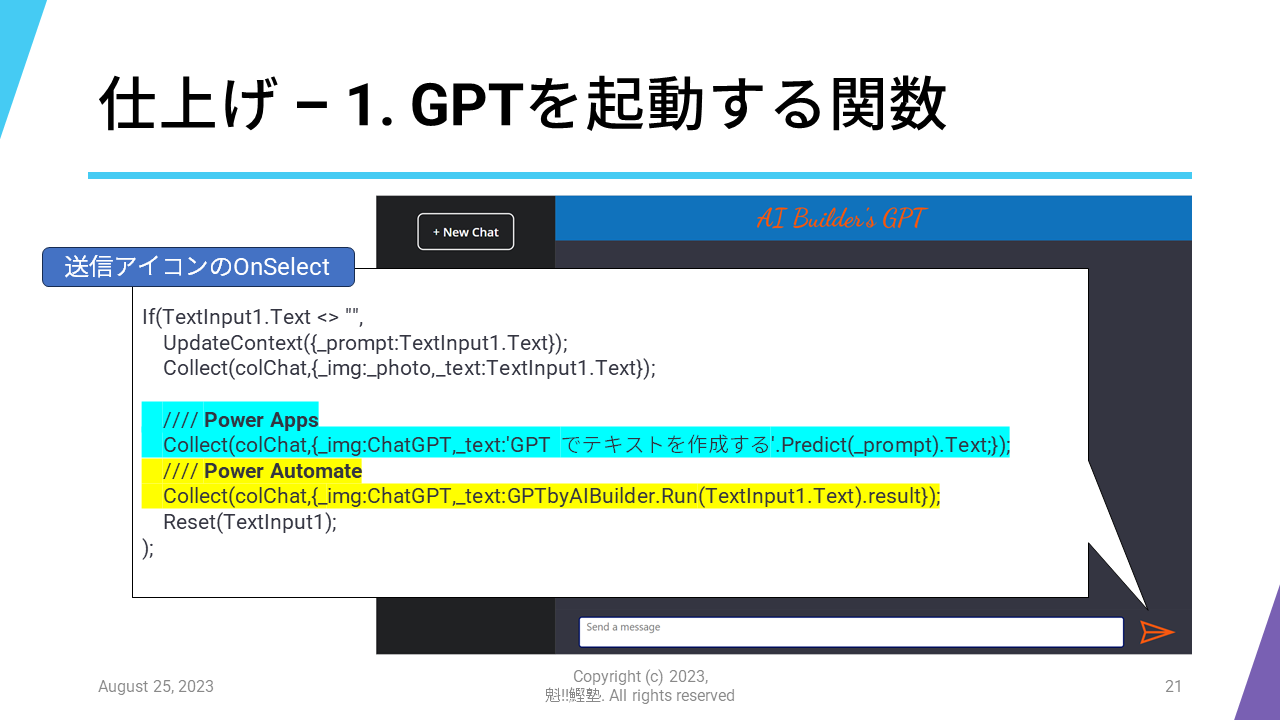 仕上げ – 1. GPTを起動する関数
+ New Chat
AI Builder's GPT
送信アイコンのOnSelect
If(TextInput1.Text <> "",
UpdateContext({_prompt:TextInput1.Text});
Collect(colChat,{_img:_photo,_text:TextInput1.Text});
//// Power Apps
Collect(colChat,{_img:ChatGPT,_text:'GPT でテキストを作成する'.Predict(_prompt).Text;});
//// Power Automate
Collect(colChat,{_img:ChatGPT,_text:GPTbyAIBuilder.Run(TextInput1.Text).result});
Reset(TextInput1);
);
Send a message
August 25, 2023
Copyright (c) 2023,
魁!!鰹塾. All rights reserved
21